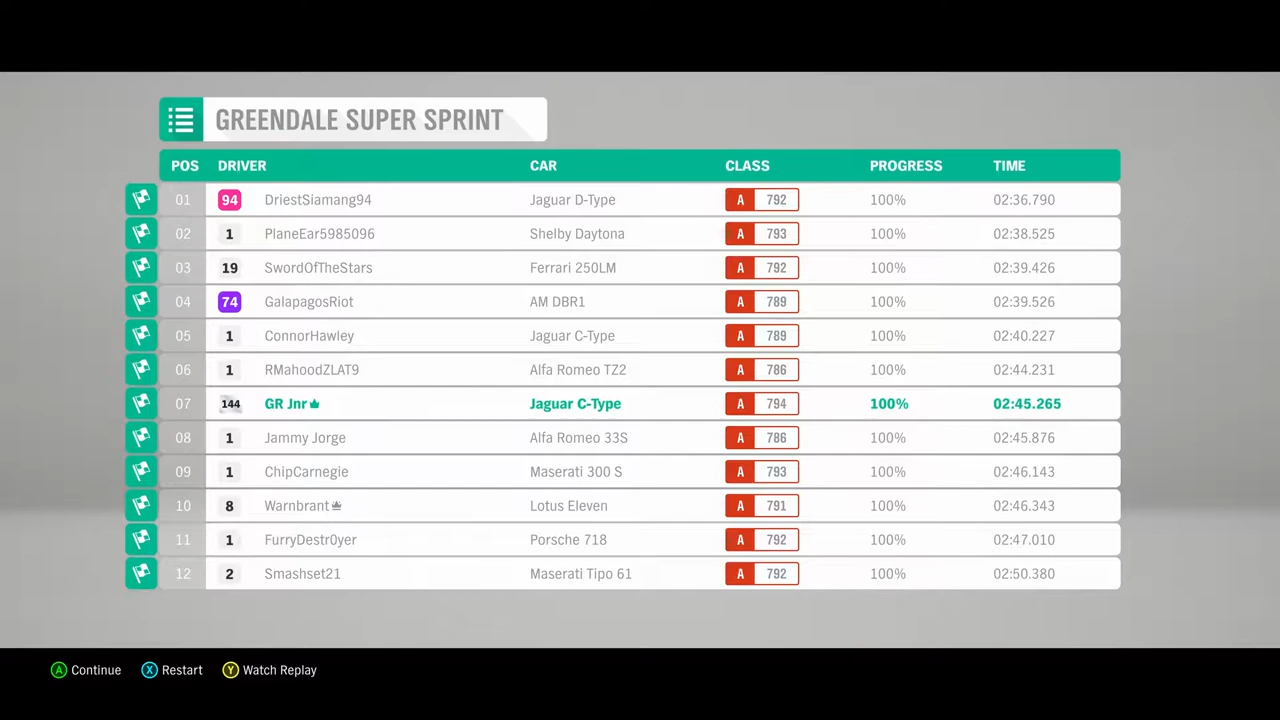 GREENDALE SUPER SPRINT
POS DRIVER CAR CLASS PROGRESS TIME
01 94 DriestSiamang94 Jaguar D-Type A 792 100% 02:36.790
02 1 PlaneEar5985096 Shelby Daytona A 793 100% 02:38.525
03 19 SwordOfTheStars Ferrari 250LM A 792 100% 02:39.426
04 74 GalapagosRiot AM DBR1 A 789 100% 02:39.526
05 1 ConnorHawley Jaguar C-Type A 789 100% 02:40.227
06 1 RMahoodZLAT9 Alfa Romeo TZ2 A 786 100% 02:44.231
07 144 GR Jnr Jaguar C-Type A 794 100% 02:45.265
08 1 Jammy Jorge Alfa Romeo 33S A 786 100% 02:45.876
09 1 ChipCarnegie Maserati 300 S A 793 100% 02:46.143
10 8 Warnbrant Lotus Eleven A 791 100% 02:46.343
11 1 FurryDestr0yer Porsche 718 A 792 100% 02:47.010
12 2 Smashset21 Maserati Tipo 61 A 792 100% 02:50.380
A Continue X Restart Y Watch Replay